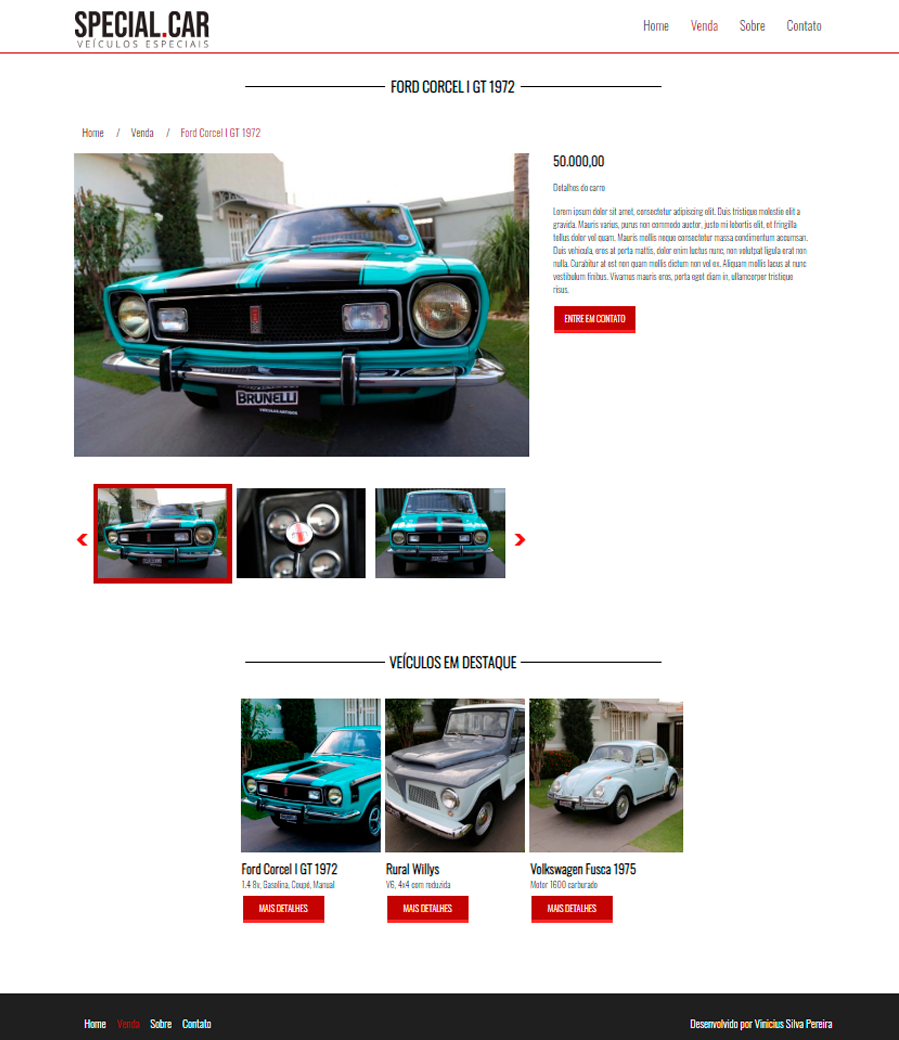 SPECIAL.CAR
VEÍCULOS ESPECIAIS
Home Venda Sobre Contato
FORD CORCEL I GT 1972
Home / Venda / Ford Corcel I GT 1972
50.000,00
Detalhes do carro
Lorem ipsum dolor sit amet, consectetur adipiscing elit. Duis tristique molestie elit a
gravida. Mauris varius, purus non commodo auctor, justo mi lobortis elit, et fringilla
tellus dolor vel quam. Mauris mollis neque consectetur massa condimentum accumsan.
Duis vehicula, eros at porta mattis, dolor enim luctus nunc, non volutpat ligula erat non
nulla. Curabitur at est non quam mollis dictum non vel ex. Aliquam mollis lacus at nunc
vestibulum finibus. Vivamus mauris eros, porta eget diam in, ullamcorper tristique
risus.
ENTRE EM CONTATO
BRUNELLI
VEÍCULOS ANTIGOS
VEÍCULOS EM DESTAQUE
Ford Corcel I GT 1972
1.4 8v, Gasolina, Coupé, Manual
MAIS DETALHES
Rural Willys
V6, 4x4 com reduzida
MAIS DETALHES
Volkswagen Fusca 1975
Motor 1600 carburado
MAIS DETALHES
Home Venda Sobre Contato
Desenvolvido por Vinicius Silva Pereira